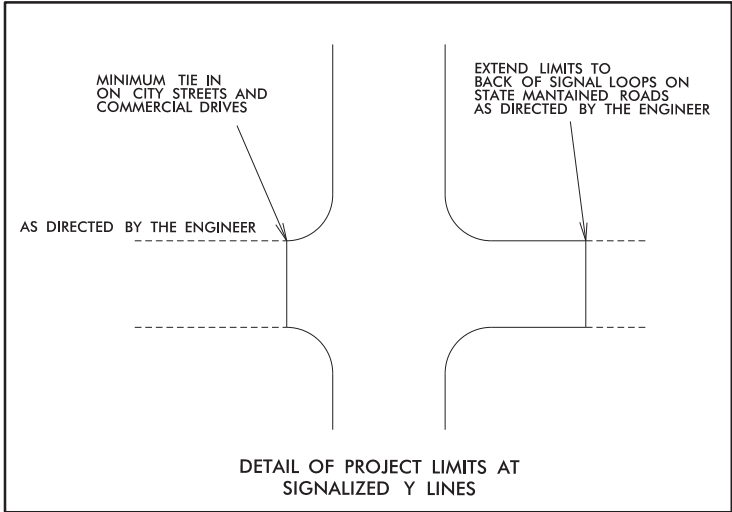 MINIMUM TIE IN
ON CITY STREETS AND
COMMERCIAL DRIVES
EXTEND LIMITS TO
BACK OF SIGNAL LOOPS ON
STATE MANTAINED ROADS
AS DIRECTED BY THE ENGINEER
AS DIRECTED BY THE ENGINEER
DETAIL OF PROJECT LIMITS AT
SIGNALIZED Y LINES